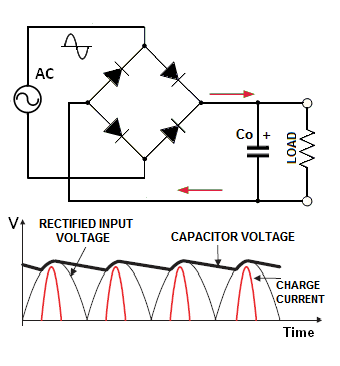 AC
Co +
LOAD
V
RECTIFIED INPUT
VOLTAGE
CAPACITOR VOLTAGE
CHARGE
CURRENT
Time